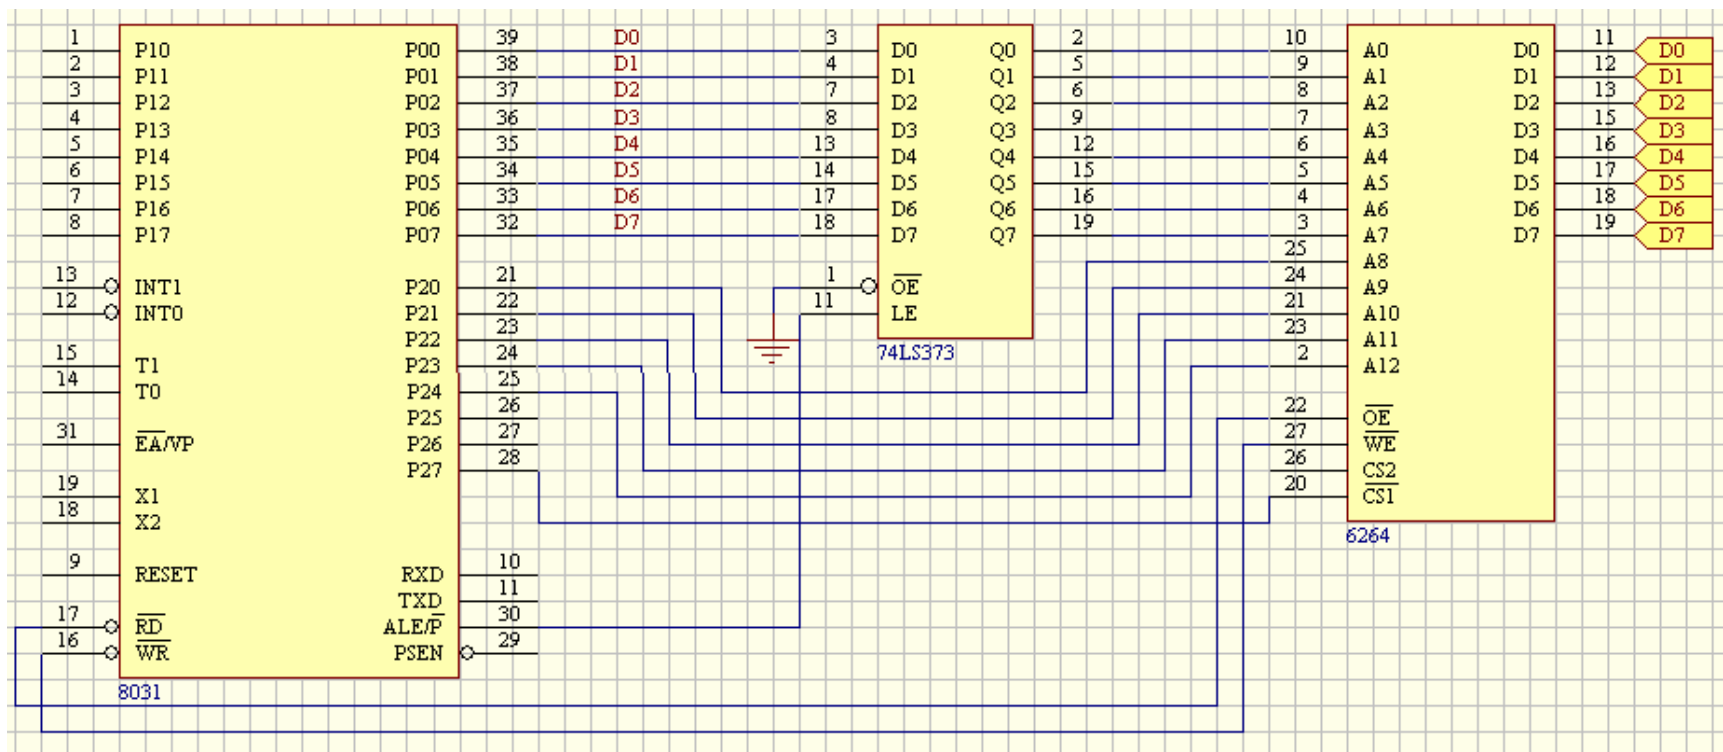 1 P10 P00 39 D0 3 D0 Q0 2 10 A0 D0 11 D0
2 P11 P01 38 D1 4 D1 Q1 5 9 A1 D1 12 D1
3 P12 P02 37 D2 7 D2 Q2 6 8 A2 D2 13 D2
4 P13 P03 36 D3 8 D3 Q3 9 7 A3 D3 15 D3
5 P14 P04 35 D4 13 D4 Q4 12 6 A4 D4 16 D4
6 P15 P05 34 D5 14 D5 Q5 15 5 A5 D5 17 D5
7 P16 P06 33 D6 17 D6 Q6 16 4 A6 D6 18 D6
8 P17 P07 32 D7 18 D7 Q7 19 3 A7 D7 19 D7
25 A8
13 INT1 P20 21 1 O̅E̅ 24 A9
12 INT0 P21 22 11 LE 21 A10
P22 23 23 A11
74LS373
15 T1 P23 24 2 A12
14 T0 P24 25
P25 26 22 O̅E̅
31 E̅A̅/VP P26 27 27 W̅E̅
P27 28 26 CS2
19 X1 20 C̅S̅1̅
18 X2
6264
9 RESET RXD 10
TXD 11
17 R̅D̅ ALE/P̅ 30
16 W̅R̅ PSEN 29
8031